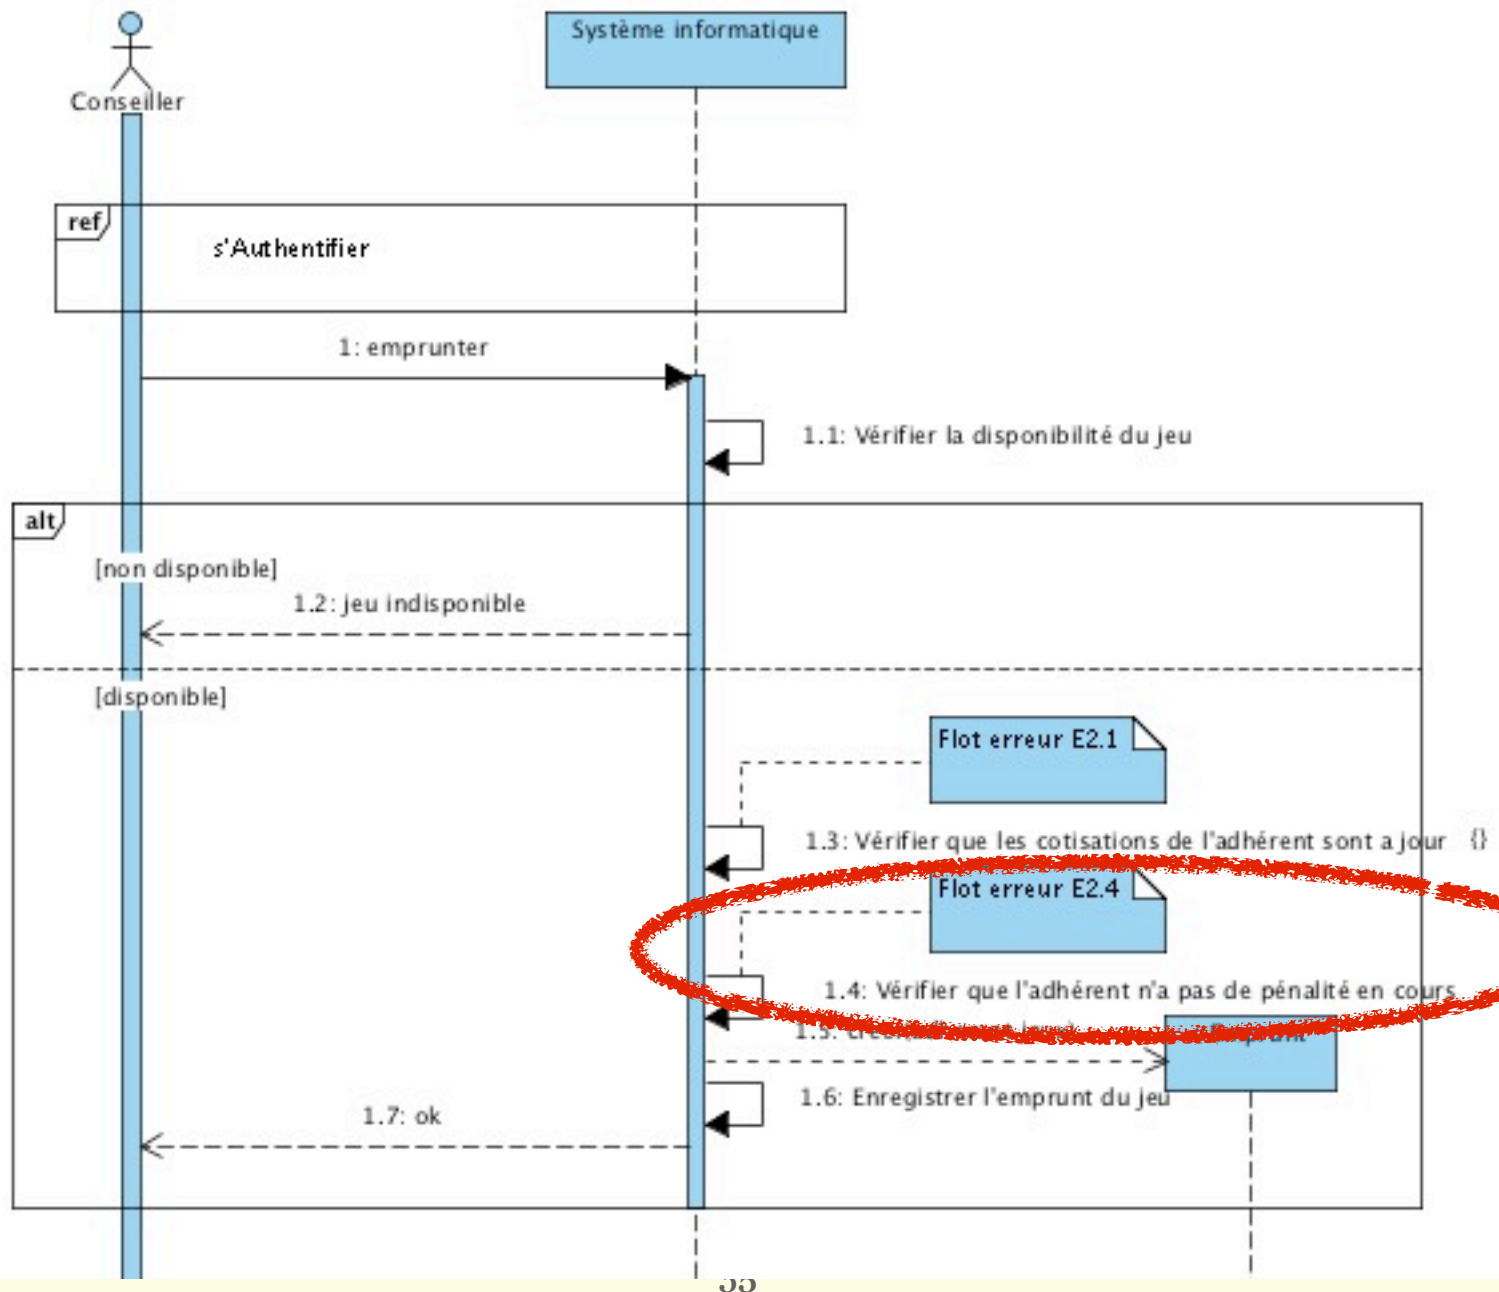 Système informatique
Conseiller
ref
s'Authentifier
1: emprunter
1.1: Vérifier la disponibilité du jeu
alt
[non disponible]
1.2: jeu indisponible
[disponible]
Flot erreur E2.1
1.3: Vérifier que les cotisations de l'adhérent sont a jour {}
Flot erreur E2.4
1.4: Vérifier que l'adhérent n'a pas de pénalité en cours
1.5:
1.6: Enregistrer l'emprunt du jeu
1.7: ok